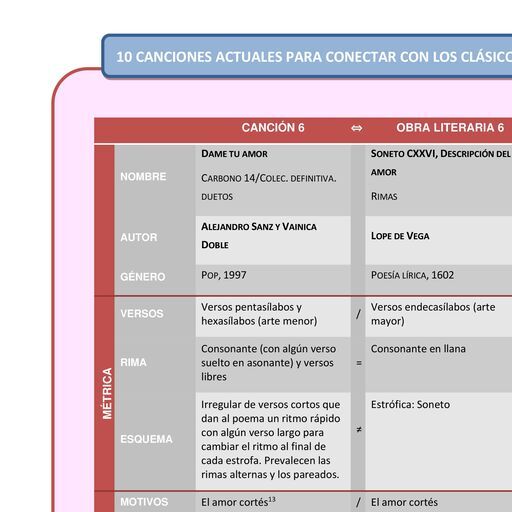 10 CANCIONES ACTUALES PARA CONECTAR CON LOS CLÁSICO
CANCIÓN 6 ⇔ OBRA LITERARIA 6
NOMBRE
DAME TU AMOR
CARBONO 14/COLEC. DEFINITIVA.
DUETOS
SONETO CXXVI, DESCRIPCIÓN DEL
AMOR
RIMAS
AUTOR
ALEJANDRO SANZ Y VAINICA
DOBLE
LOPE DE VEGA
GÉNERO
POP, 1997
POESÍA LÍRICA, 1602
MÉTRICA
VERSOS
Versos pentasílabos y
hexasílabos (arte menor)
/
Versos endecasílabos (arte
mayor)
RIMA
Consonante (con algún verso
suelto en asonante) y versos
libres
=
Consonante en llana
ESQUEMA
Irregular de versos cortos que
dan al poema un ritmo rápido
con algún verso largo para
cambiar el ritmo al final de
cada estrofa. Prevalecen las
rimas alternas y los pareados.
≠
Estrófica: Soneto
MOTIVOS
El amor cortés13
/
El amor cortés